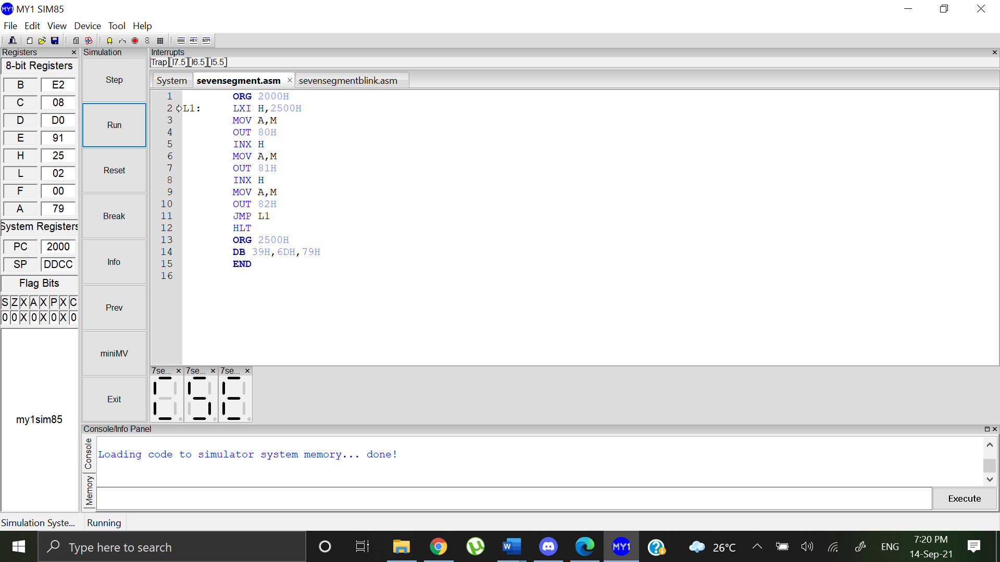 MY1 MY1 SIM85
File Edit View Device Tool Help
Registers × Simulation Interrupts
Trap [I7.5] [I6.5] [I5.5]
8-bit Registers
B E2
C 08
D D0
E 91
H 25
L 02
F 00
A 79
System Registers
PC 2000
SP DDCC
Flag Bits
S Z X A X P X C
0 0 X 0 X 0 X 0
my1sim85
Step
Run
Reset
Break
Info
Prev
miniMV
Exit
System sevensegment.asm × sevensegmentblink.asm
1 ORG 2000H
2 L1: LXI H,2500H
3 MOV A,M
4 OUT 80H
5 INX H
6 MOV A,M
7 OUT 81H
8 INX H
9 MOV A,M
10 OUT 82H
11 JMP L1
12 HLT
13 ORG 2500H
14 DB 39H,6DH,79H
15 END
16
7se... × 7se... × 7se... ×
C 5 E
Console/Info Panel
Console
Memory
Loading code to simulator system memory... done!
Execute
Simulation Syste... Running
Type here to search
W MY1 26°C ENG 7:20 PM
14-Sep-21